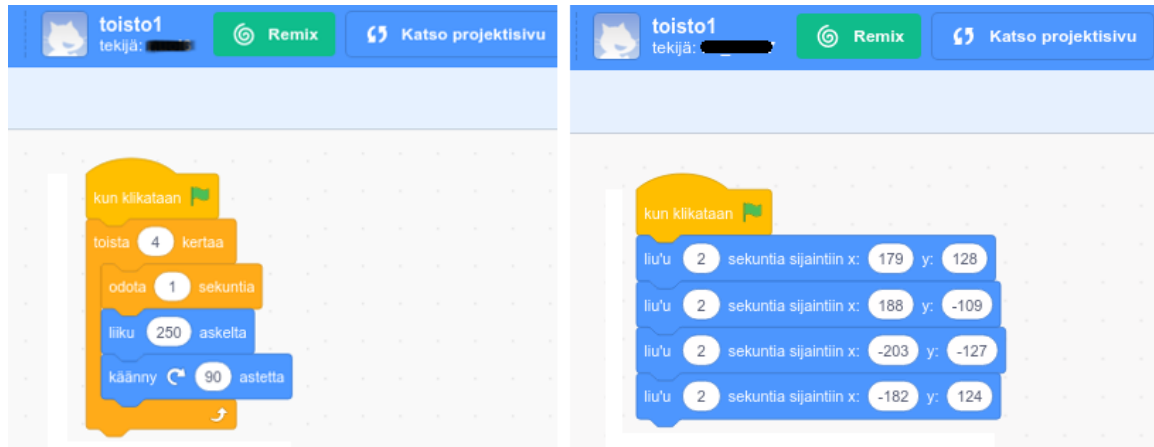 toisto1
tekijä:
Remix
Katso projektisivu
kun klikataan
toista 4 kertaa
odota 1 sekuntia
liiku 250 askelta
käänny 90 astetta
toisto1
tekijä:
Remix
Katso projektisivu
kun klikataan
liu'u 2 sekuntia sijaintiin x: 179 y: 128
liu'u 2 sekuntia sijaintiin x: 188 y: -109
liu'u 2 sekuntia sijaintiin x: -203 y: -127
liu'u 2 sekuntia sijaintiin x: -182 y: 124